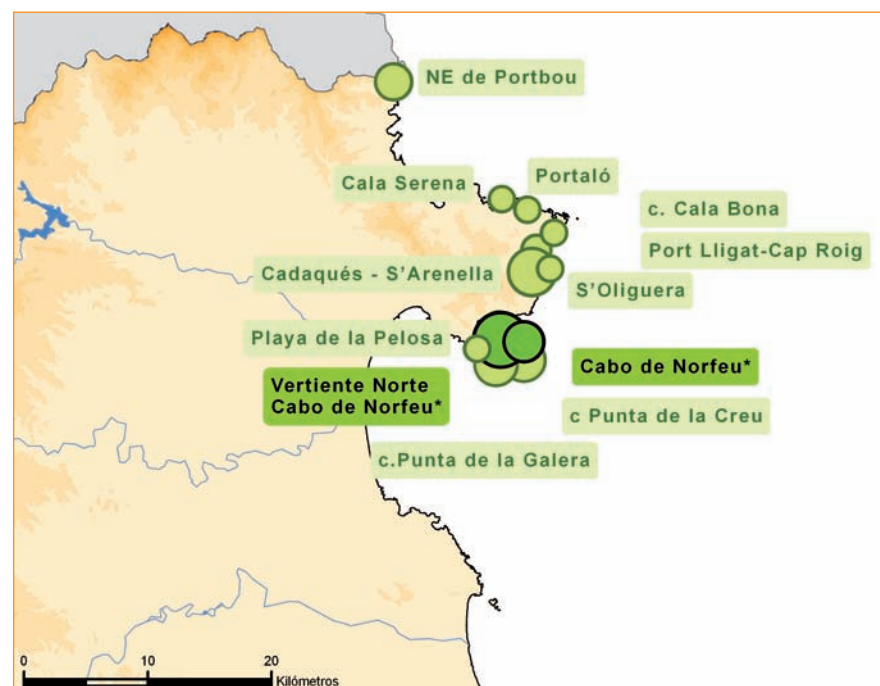 NE de Portbou
Cala Serena
Portaló
c. Cala Bona
Port Lligat-Cap Roig
Cadaqués - S'Arenella
S'Oliguera
Playa de la Pelosa
Cabo de Norfeu*
Vertiente Norte
Cabo de Norfeu*
c Punta de la Creu
c.Punta de la Galera
0 10 20
Kilómetros